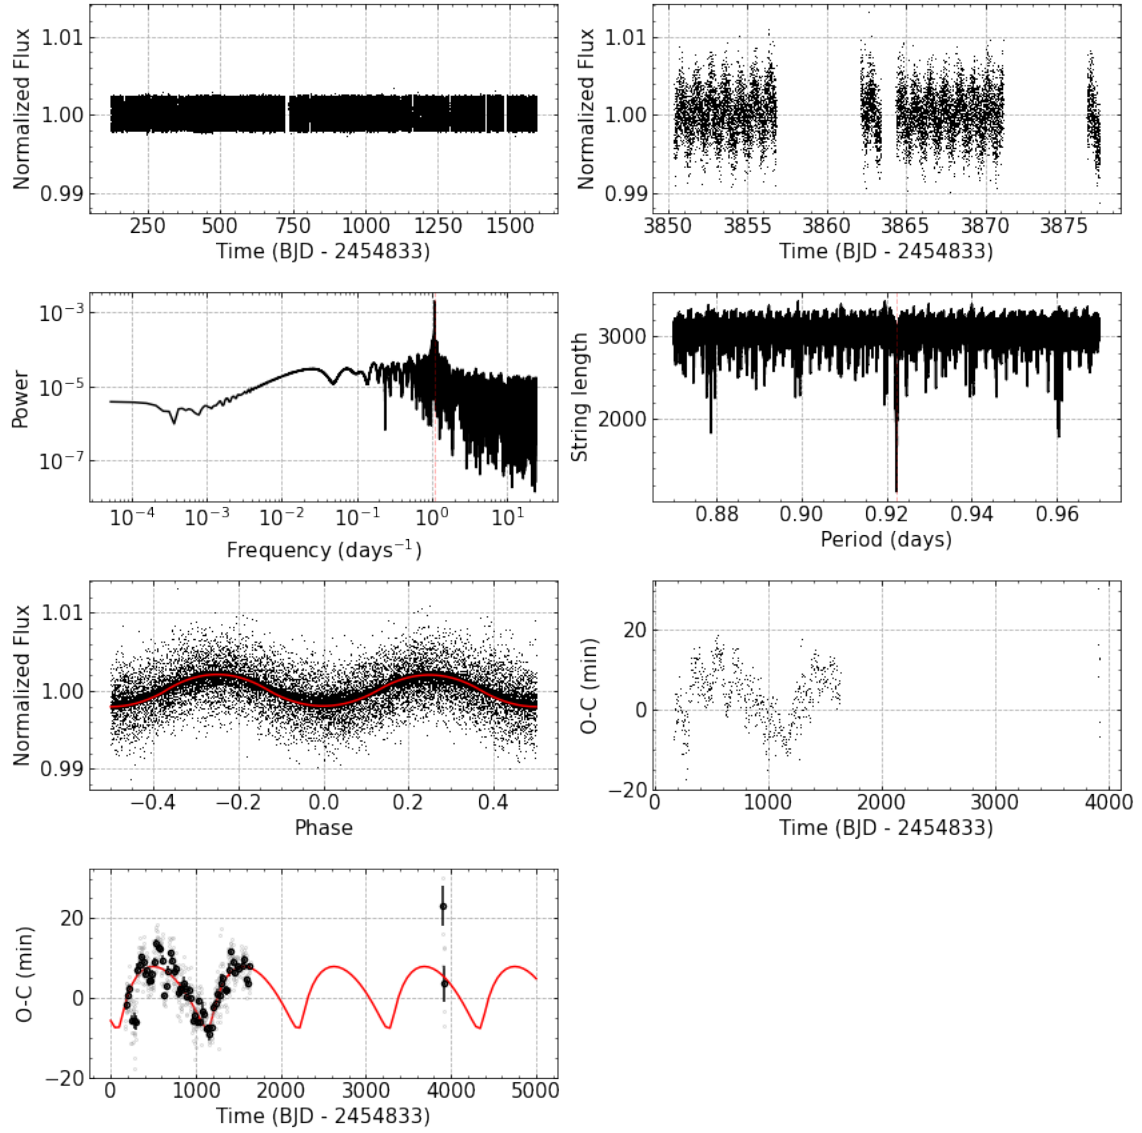 Normalized Flux
1.01
1.00
0.99
250 500 750 1000 1250 1500
Time (BJD - 2454833)
Normalized Flux
1.01
1.00
0.99
3850 3855 3860 3865 3870 3875
Time (BJD - 2454833)
Power
10⁻³
10⁻⁵
10⁻⁷
10⁻⁴ 10⁻³ 10⁻² 10⁻¹ 10⁰ 10¹
Frequency (days⁻¹)
String length
3000
2000
0.88 0.90 0.92 0.94 0.96
Period (days)
Normalized Flux
1.01
1.00
0.99
−0.4 −0.2 0.0 0.2 0.4
Phase
O-C (min)
20
0
−20
0 1000 2000 3000 4000
Time (BJD - 2454833)
O-C (min)
20
0
−20
0 1000 2000 3000 4000 5000
Time (BJD - 2454833)